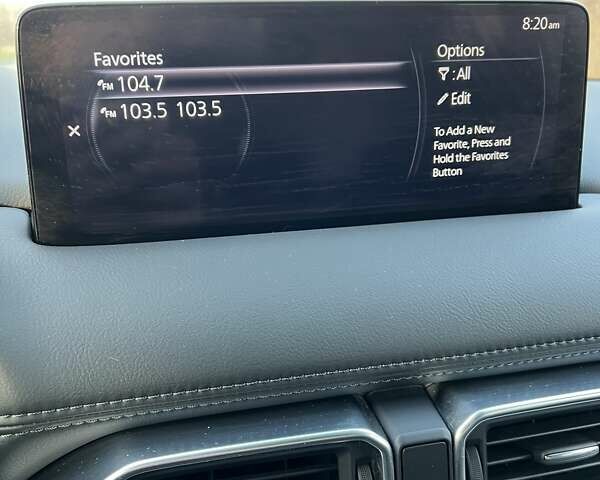 8:20am
Favorites
FM 104.7
FM 103.5 103.5
Options
: All
Edit
To Add a New
Favorite, Press and
Hold the Favorites
Button